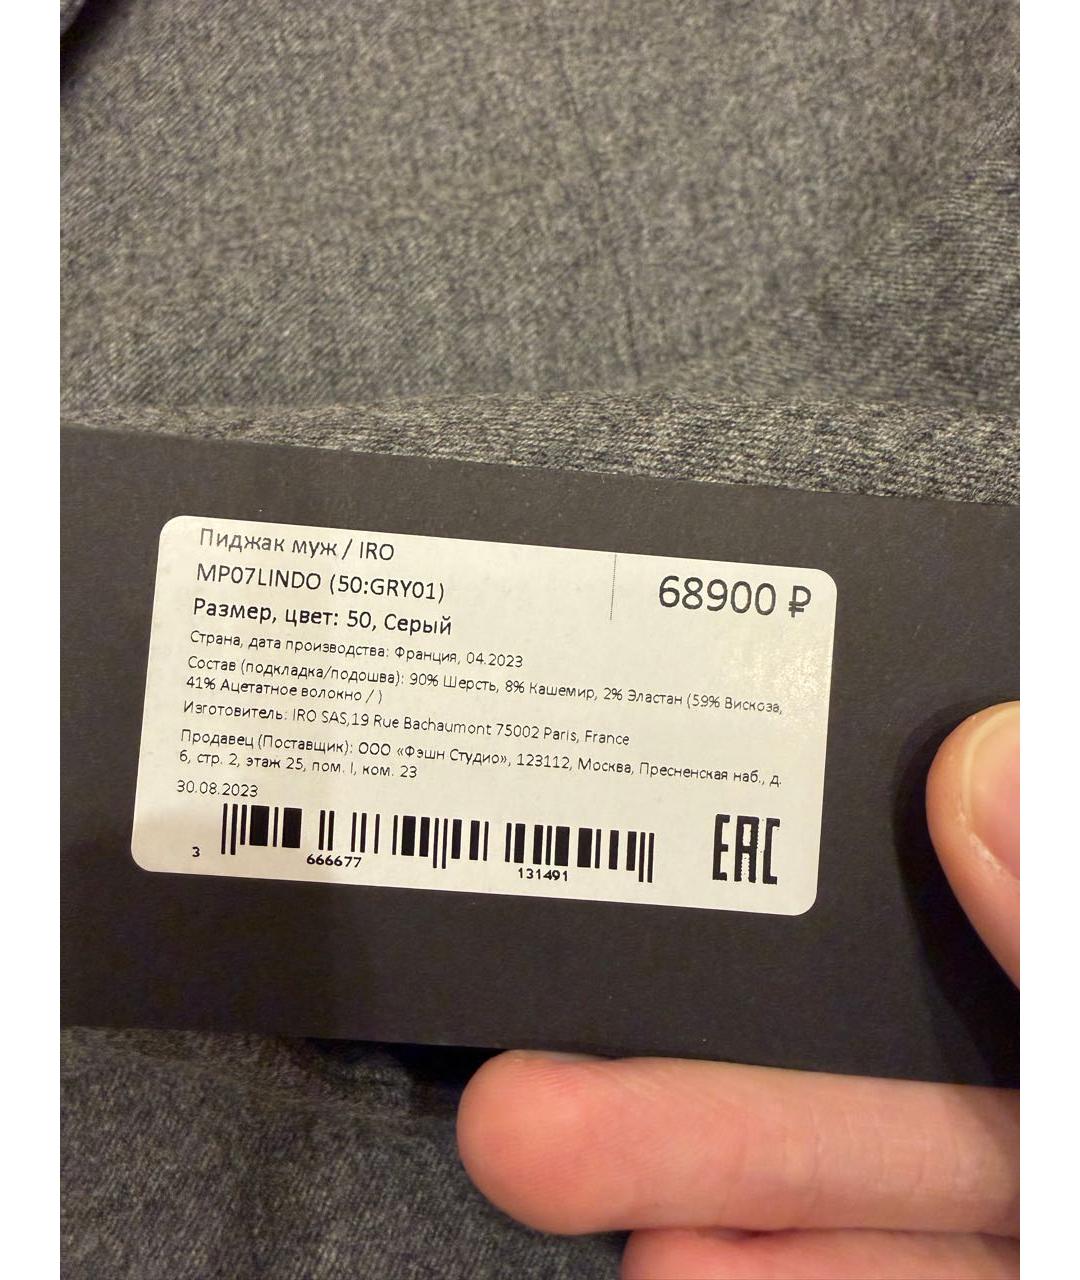 Пиджак муж / IRO
68900 ₽
MP07LINDO (50:GRY01)
Размер, цвет: 50, Серый
Страна, дата производства: Франция, 04.2023
Состав (подкладка/подошва): 90% Шерсть, 8% Кашемир, 2% Эластан (59% Вискоза,
41% Ацетатное волокно / )
Изготовитель: IRO SAS,19 Rue Bachaumont 75002 Paris, France
Продавец (Поставщик): ООО «Фэшн Студио», 123112, Москва, Пресненская наб., д.
6, стр. 2, этаж 25, пом. I, ком. 23
30.08.2023
3 666677 131491
EAC